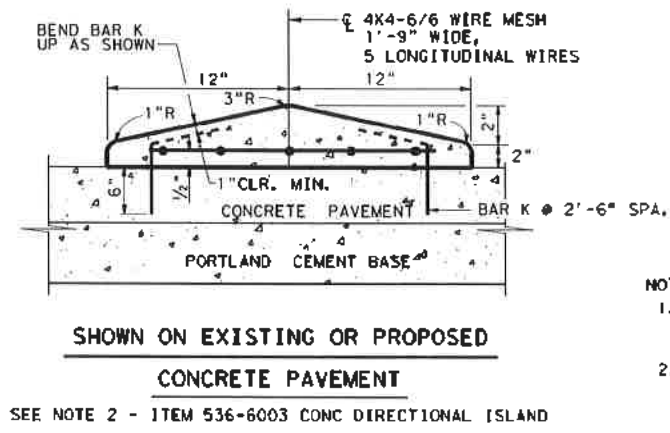 BEND BAR K
UP AS SHOWN
℄ 4X4-6/6 WIRE MESH
1'-9" WIDE,
5 LONGITUDINAL WIRES
12"
12"
3"R
1"R
1"R
2"
2"
6"
½"
1"CLR. MIN.
CONCRETE PAVEMENT
BAR K @ 2'-6" SPA.
PORTLAND CEMENT BASE
NOT
1.
2
SHOWN ON EXISTING OR PROPOSED
CONCRETE PAVEMENT
SEE NOTE 2 - ITEM 536-6003 CONC DIRECTIONAL ISLAND